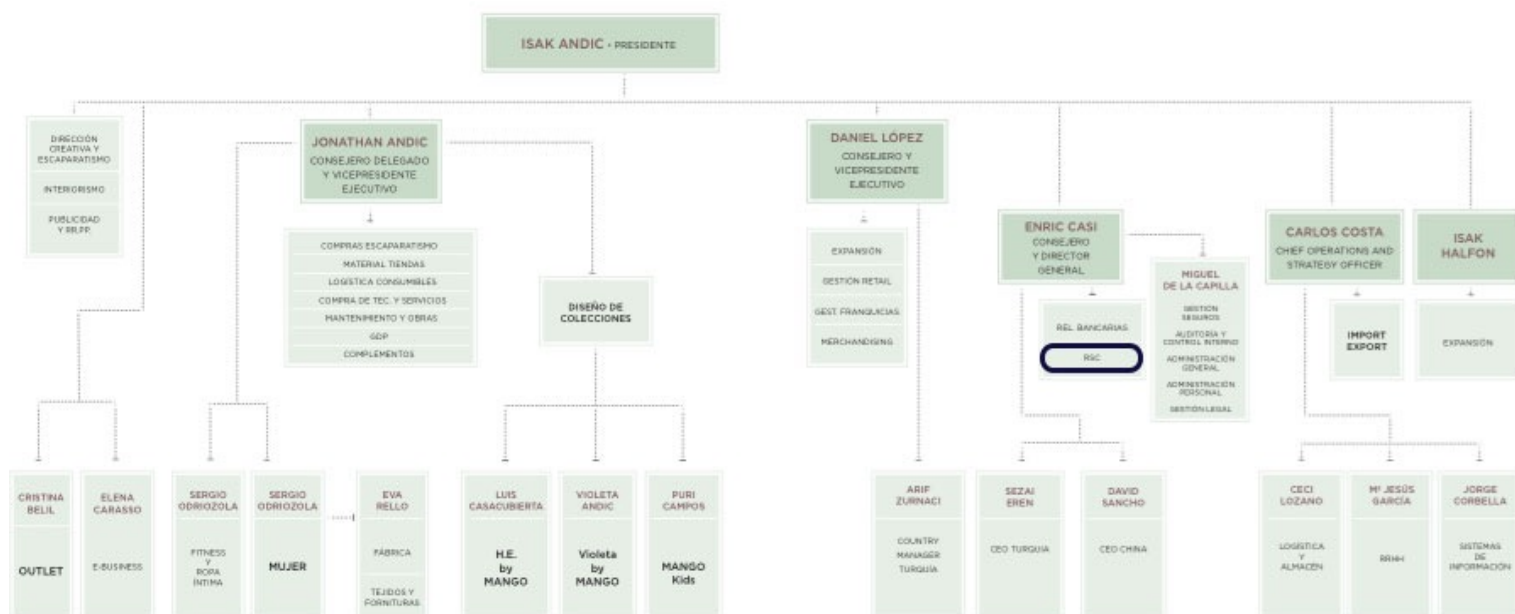 ISAK ANDIC - PRESIDENTE
DIRECCIÓN
CREATIVA Y
ESCAPARATISMO
INTERIORISMO
PUBLICIDAD
Y RR.PP.
JONATHAN ANDIC
CONSEJERO DELEGADO
Y VICEPRESIDENTE
EJECUTIVO
COMPRAS ESCAPARATISMO
MATERIAL TIENDAS
LOGÍSTICA CONSUMIBLES
COMPRA DE TEC. Y SERVICIOS
MANTENIMIENTO Y OBRAS
GDP
COMPLEMENTOS
DISEÑO DE
COLECCIONES
DANIEL LÓPEZ
CONSEJERO Y
VICEPRESIDENTE
EJECUTIVO
EXPANSIÓN
GESTIÓN RETAIL
GEST. FRANQUICIAS
MERCHANDISING
ENRIC CASI
CONSEJERO
Y DIRECTOR
GENERAL
REL. BANCARIAS
RSC
MIGUEL
DE LA CAPILLA
GESTIÓN
SEGUROS
AUDITORÍA Y
CONTROL INTERNO
ADMINISTRACIÓN
GENERAL
ADMINISTRACIÓN
PERSONAL
GESTIÓN LEGAL
CARLOS COSTA
CHIEF OPERATIONS AND
STRATEGY OFFICER
IMPORT
EXPORT
ISAK
HALFON
EXPANSIÓN
CRISTINA
BELIL
OUTLET
ELENA
CARASSO
E-BUSINESS
SERGIO
ODRIOZOLA
FITNESS
Y
ROPA
ÍNTIMA
SERGIO
ODRIOZOLA
MUJER
EVA
RELLO
FÁBRICA
TEJIDOS Y
FORNITURAS
LUIS
CASACUBIERTA
H.E.
by
MANGO
VIOLETA
ANDIC
Violeta
by
MANGO
PURI
CAMPOS
MANGO
Kids
ARIF
ZURNACI
COUNTRY
MANAGER
TURQUÍA
SEZAI
EREN
CEO TURQUIA
DAVID
SANCHO
CEO CHINA
CECI
LOZANO
LOGÍSTICA
Y
ALMACÉN
Mª JESÚS
GARCÍA
RRHH
JORGE
CORBELLA
SISTEMAS
DE
INFORMACIÓN